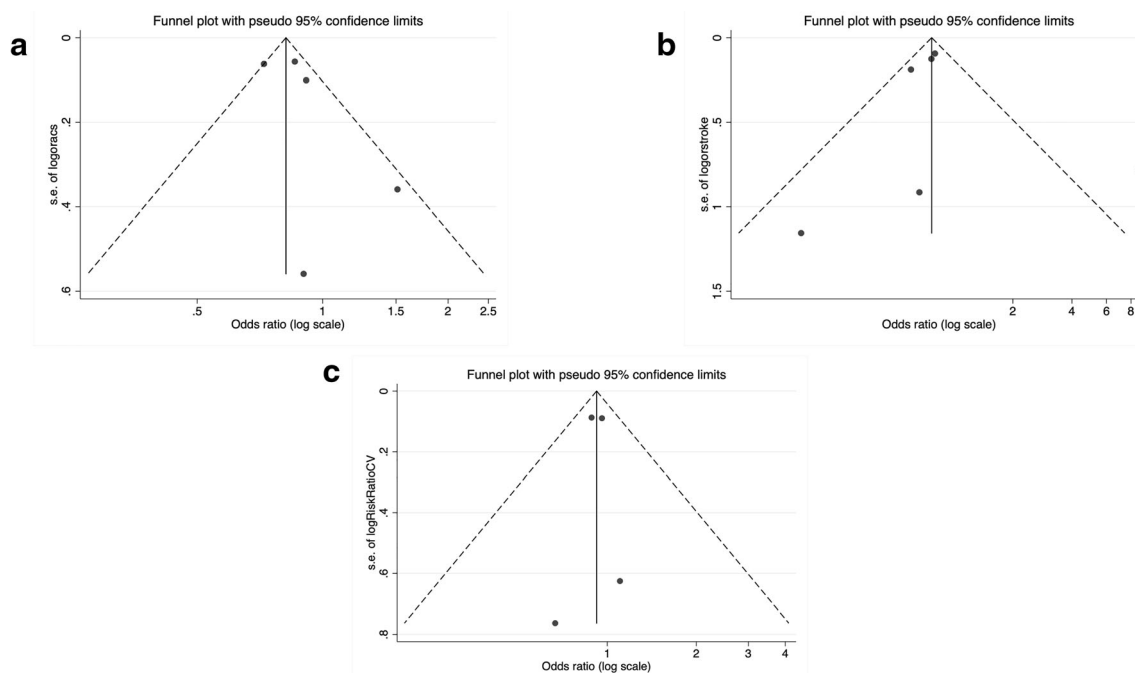 a
Funnel plot with pseudo 95% confidence limits
s.e. of logoracs
0
.2
.4
.6
.5
1
1.5
2
2.5
Odds ratio (log scale)
b
Funnel plot with pseudo 95% confidence limits
s.e. of logorstroke
0
.5
1
1.5
2
4
6
8
Odds ratio (log scale)
c
Funnel plot with pseudo 95% confidence limits
s.e. of logRiskRatioCV
0
.2
.4
.6
.8
1
2
3
4
Odds ratio (log scale)